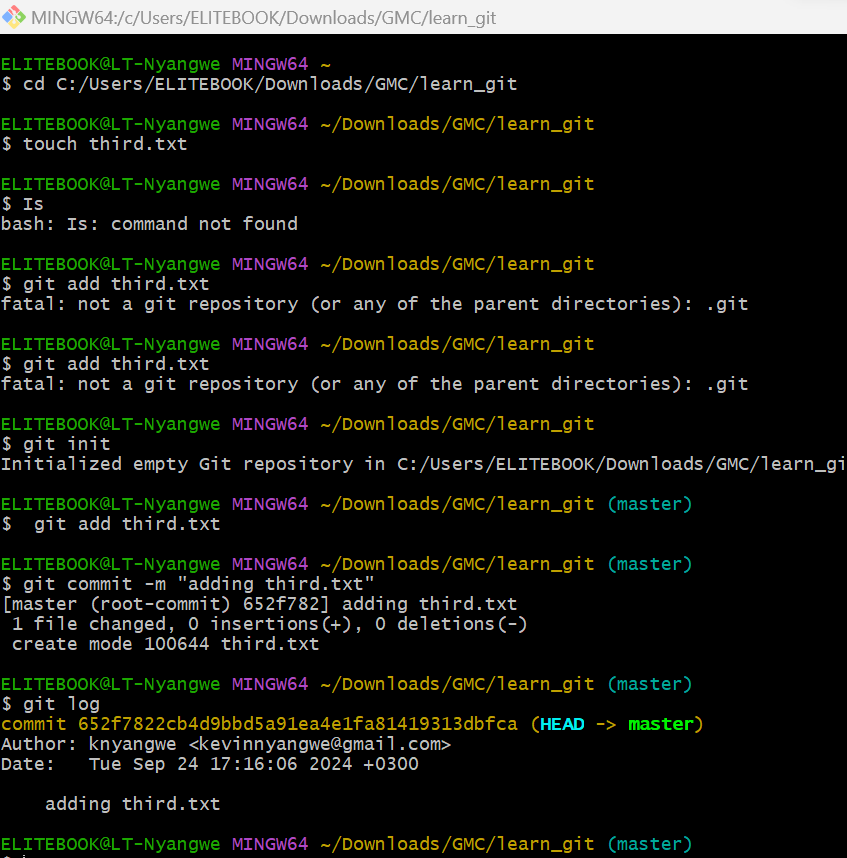 MINGW64:/c/Users/ELITEBOOK/Downloads/GMC/learn_git
ELITEBOOK@LT-Nyangwe MINGW64 ~
$ cd C:/Users/ELITEBOOK/Downloads/GMC/learn_git
ELITEBOOK@LT-Nyangwe MINGW64 ~/Downloads/GMC/learn_git
$ touch third.txt
ELITEBOOK@LT-Nyangwe MINGW64 ~/Downloads/GMC/learn_git
$ Is
bash: Is: command not found
ELITEBOOK@LT-Nyangwe MINGW64 ~/Downloads/GMC/learn_git
$ git add third.txt
fatal: not a git repository (or any of the parent directories): .git
ELITEBOOK@LT-Nyangwe MINGW64 ~/Downloads/GMC/learn_git
$ git add third.txt
fatal: not a git repository (or any of the parent directories): .git
ELITEBOOK@LT-Nyangwe MINGW64 ~/Downloads/GMC/learn_git
$ git init
Initialized empty Git repository in C:/Users/ELITEBOOK/Downloads/GMC/learn_gi
ELITEBOOK@LT-Nyangwe MINGW64 ~/Downloads/GMC/learn_git (master)
$  git add third.txt
ELITEBOOK@LT-Nyangwe MINGW64 ~/Downloads/GMC/learn_git (master)
$ git commit -m "adding third.txt"
[master (root-commit) 652f782] adding third.txt
 1 file changed, 0 insertions(+), 0 deletions(-)
 create mode 100644 third.txt
ELITEBOOK@LT-Nyangwe MINGW64 ~/Downloads/GMC/learn_git (master)
$ git log
commit 652f7822cb4d9bbd5a91ea4e1fa81419313dbfca (HEAD -> master)
Author: knyangwe <kevinnyangwe@gmail.com>
Date:   Tue Sep 24 17:16:06 2024 +0300
    adding third.txt
ELITEBOOK@LT-Nyangwe MINGW64 ~/Downloads/GMC/learn_git (master)